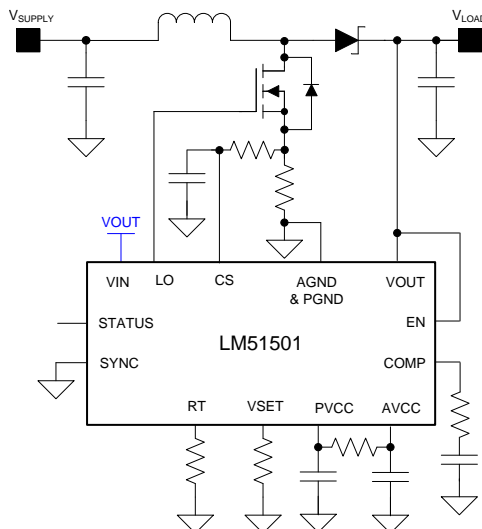 VSUPPLY
VLOAD
VOUT
VIN
LO
CS
AGND
& PGND
VOUT
STATUS
EN
LM51501
SYNC
COMP
RT
VSET
PVCC
AVCC